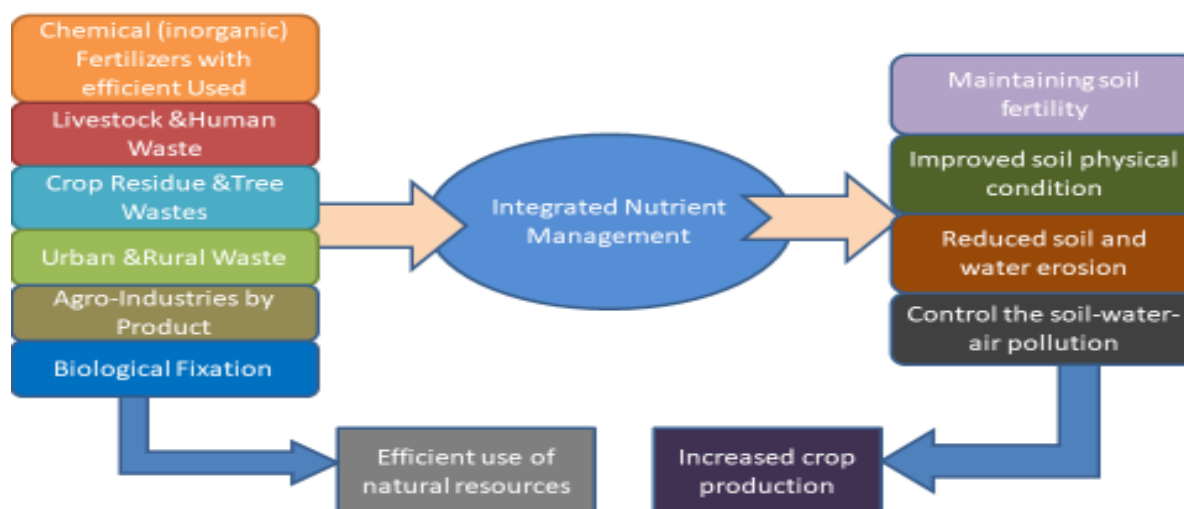 Chemical (inorganic)
Fertilizers with
efficient Used
Livestock &Human
Waste
Crop Residue &Tree
Wastes
Urban &Rural Waste
Agro-Industries by
Product
Biological Fixation
Integrated Nutrient
Management
Maintaining soil
fertility
Improved soil physical
condition
Reduced soil and
water erosion
Control the soil-water-
air pollution
Efficient use of
natural resources
Increased crop
production